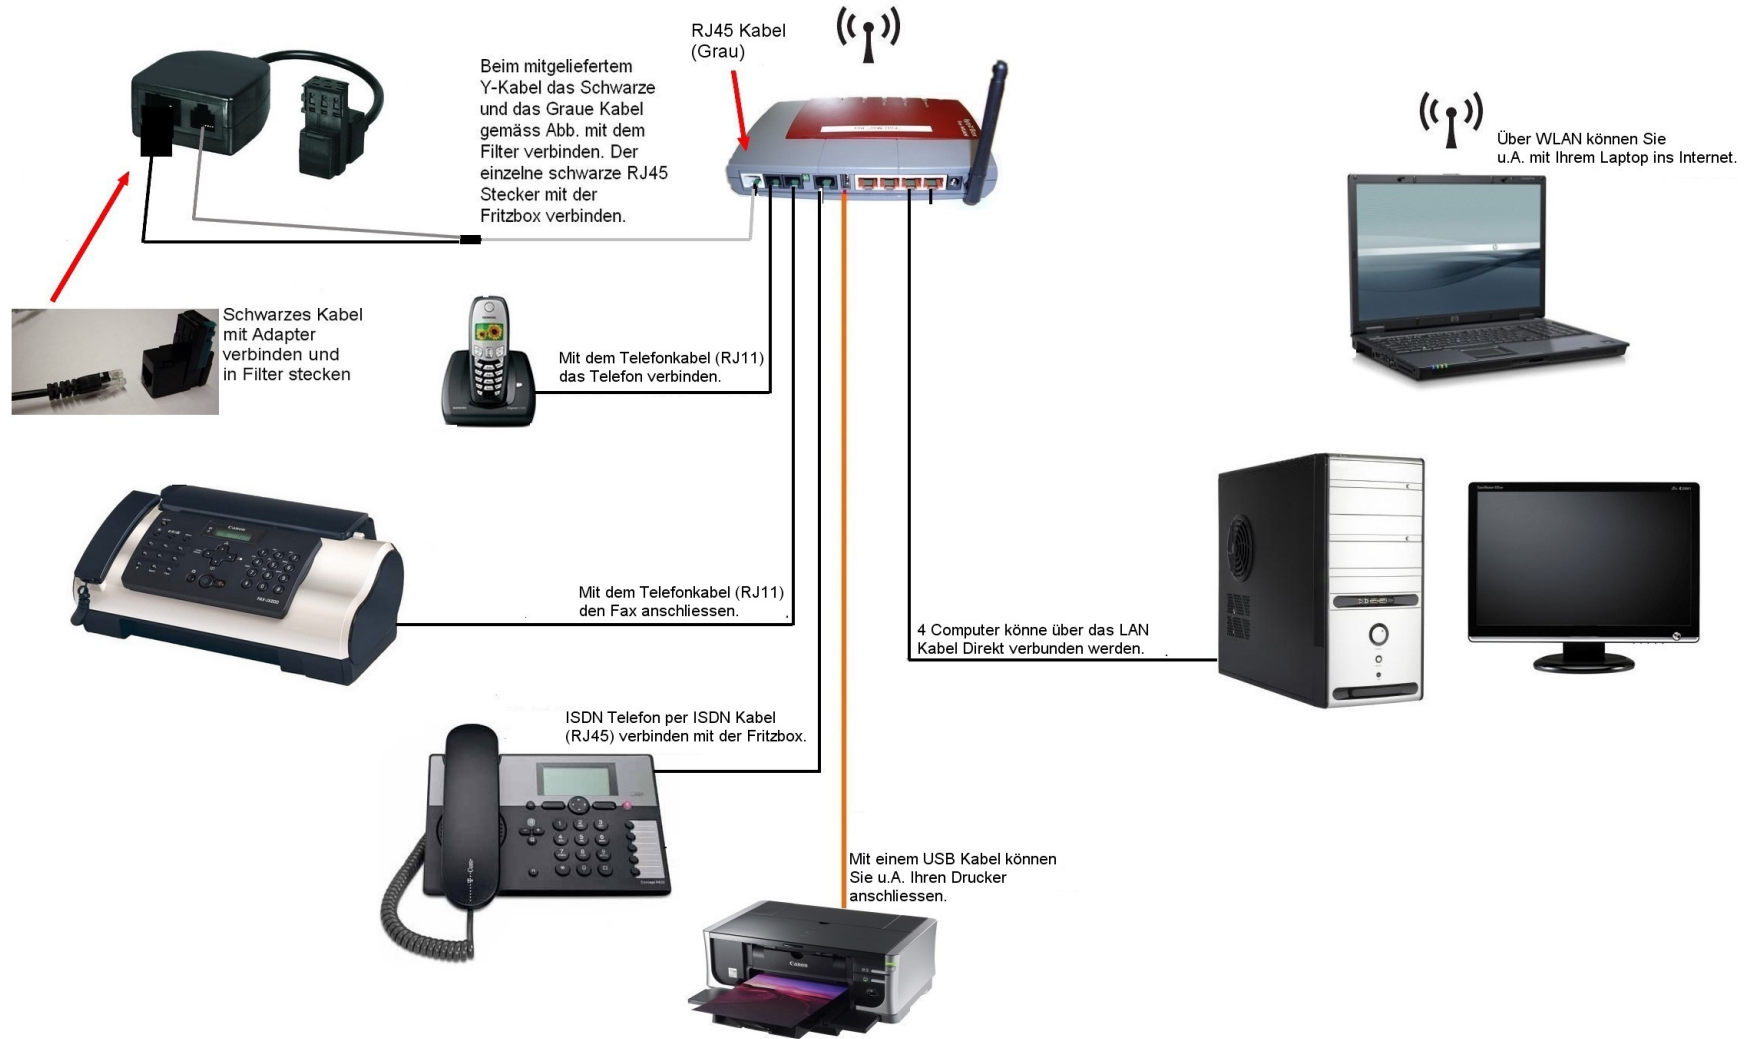 RJ45 Kabel
(Grau)
Beim mitgeliefertem
Y-Kabel das Schwarze
und das Graue Kabel
gemäss Abb. mit dem
Filter verbinden. Der
einzelne schwarze RJ45
Stecker mit der
Fritzbox verbinden.
Über WLAN können Sie
u.A. mit Ihrem Laptop ins Internet.
Schwarzes Kabel
mit Adapter
verbinden und
in Filter stecken
Mit dem Telefonkabel (RJ11)
das Telefon verbinden.
Canon
Mit dem Telefonkabel (RJ11)
den Fax anschliessen.
4 Computer könne über das LAN
Kabel Direkt verbunden werden.
ISDN Telefon per ISDN Kabel
(RJ45) verbinden mit der Fritzbox.
Mit einem USB Kabel können
Sie u.A. Ihren Drucker
anschliessen.
Canon